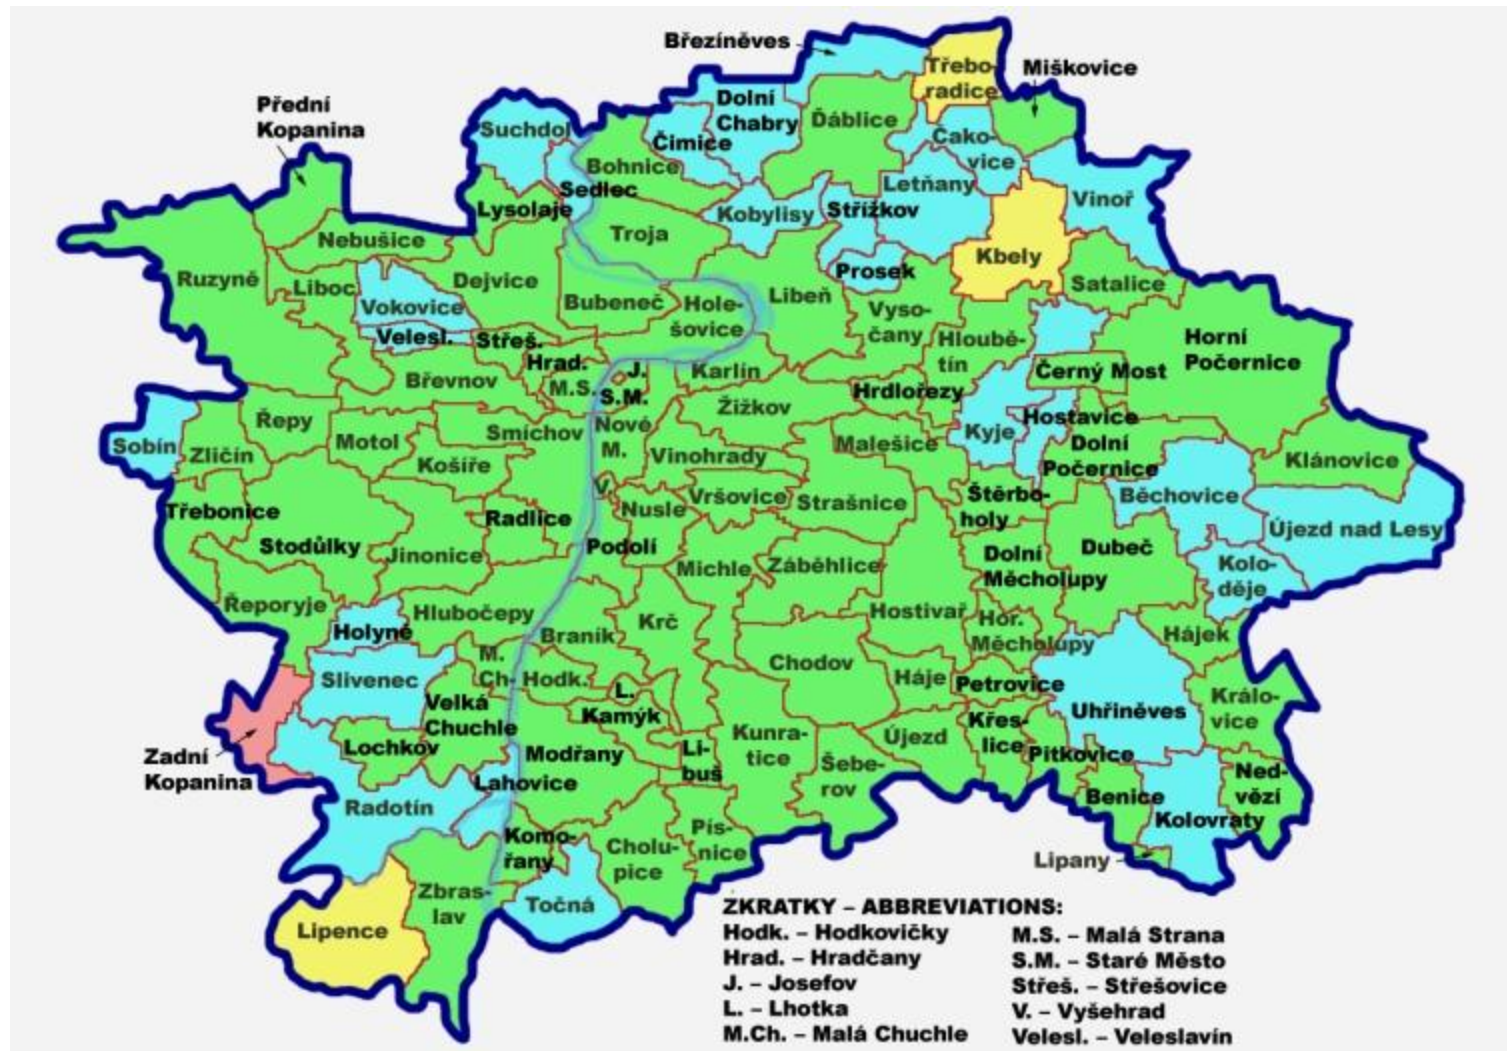 Březíněves
Třebo-
radice
Miškovice
Přední
Kopanina
Suchdol
Dolní
Chabry
Čimice
Ďáblice
Čako-
vice
Bohnice
Sedlec
Lysolaje
Letňany
Vinoř
Kobylisy
Střížkov
Troja
Nebušice
Kbely
Prosek
Ruzyně
Liboc
Dejvice
Vokovice
Bubeneč
Hole-
šovice
Libeň
Vyso-
čany
Satalice
Velesl.
Střeš.
Hloubě-
tín
Horní
Počernice
Hrad.
J.
Karlín
Černý Most
Břevnov
M.S.
S.M.
Hrdlořezy
Žižkov
Řepy
Motol
Smíchov
Nové
M.
Hostavice
Kyje
Sobín
Zličín
Košíře
Vinohrady
Malešice
Dolní
Počernice
Klánovice
V.
Vršovice
Strašnice
Štěrbo-
holy
Běchovice
Třebonice
Nusle
Radlice
Újezd nad Lesy
Stodůlky
Jinonice
Podolí
Michle
Záběhlice
Dolní
Měcholupy
Dubeč
Kolo-
děje
Řeporyje
Hlubočepy
Holyně
Braník
Krč
Hostivař
Hor.
Měcholupy
Hájek
Slivenec
M.
Ch.
Hodk.
L.
Kamýk
Chodov
Háje
Petrovice
Uhříněves
Králo-
vice
Velká
Chuchle
Lochkov
Modřany
Li-
buš
Kunra-
tice
Újezd
Křes-
lice
Pitkovice
Zadní
Kopanina
Šebe-
rov
Lahovice
Radotín
Benice
Ned-
vězí
Kolovraty
Komo-
řany
Cholu-
pice
Pís-
nice
Lipany
Zbras-
lav
Točná
Lipence
ZKRATKY – ABBREVIATIONS:
Hodk. – Hodkovičky
Hrad. – Hradčany
J. – Josefov
L. – Lhotka
M.Ch. – Malá Chuchle
M.S. – Malá Strana
S.M. – Staré Město
Střeš. – Střešovice
V. – Vyšehrad
Velesl. – Veleslavín